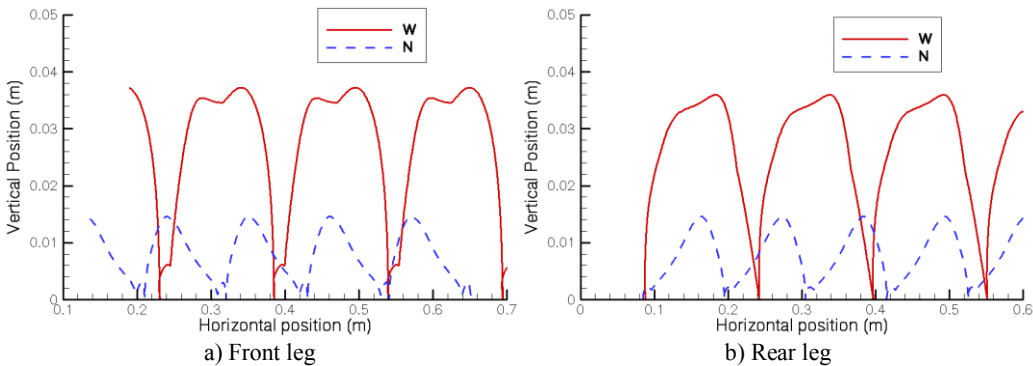 0.05
0.04
0.03
0.02
0.01
0
Vertical Position (m)
W
N
0.1
0.2
0.3
0.4
0.5
0.6
0.7
Horizontal position (m)
a) Front leg
0.05
0.04
0.03
0.02
0.01
0
Vertical Position (m)
W
N
0
0.1
0.2
0.3
0.4
0.5
0.6
Horizontal position (m)
b) Rear leg